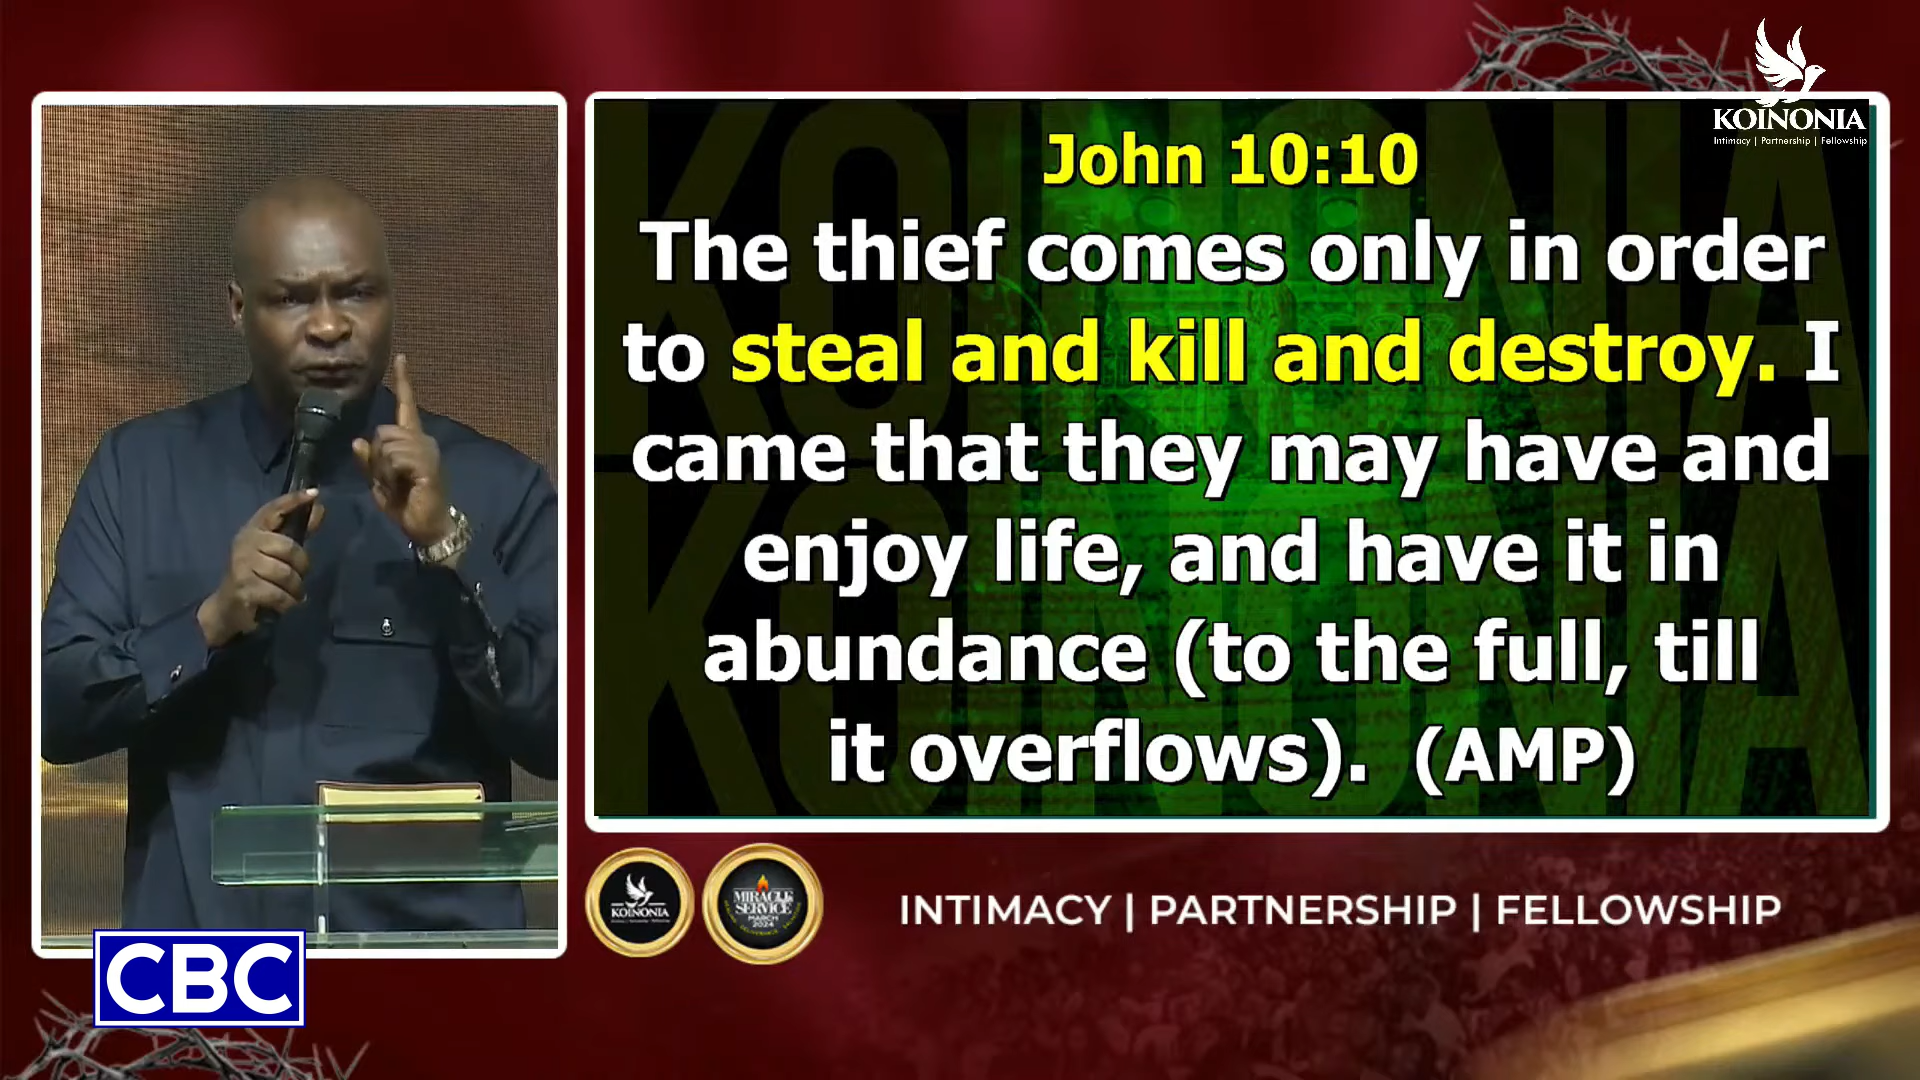 KOINONIA
Intimacy | Partnership | Fellowship
John 10:10
The thief comes only in order
to steal and kill and destroy. I
came that they may have and
enjoy life, and have it in
abundance (to the full, till
it overflows). (AMP)
KOINONIA
MIRACLE
SERVICE
MARCH
2024
INTIMACY | PARTNERSHIP | FELLOWSHIP
CBC